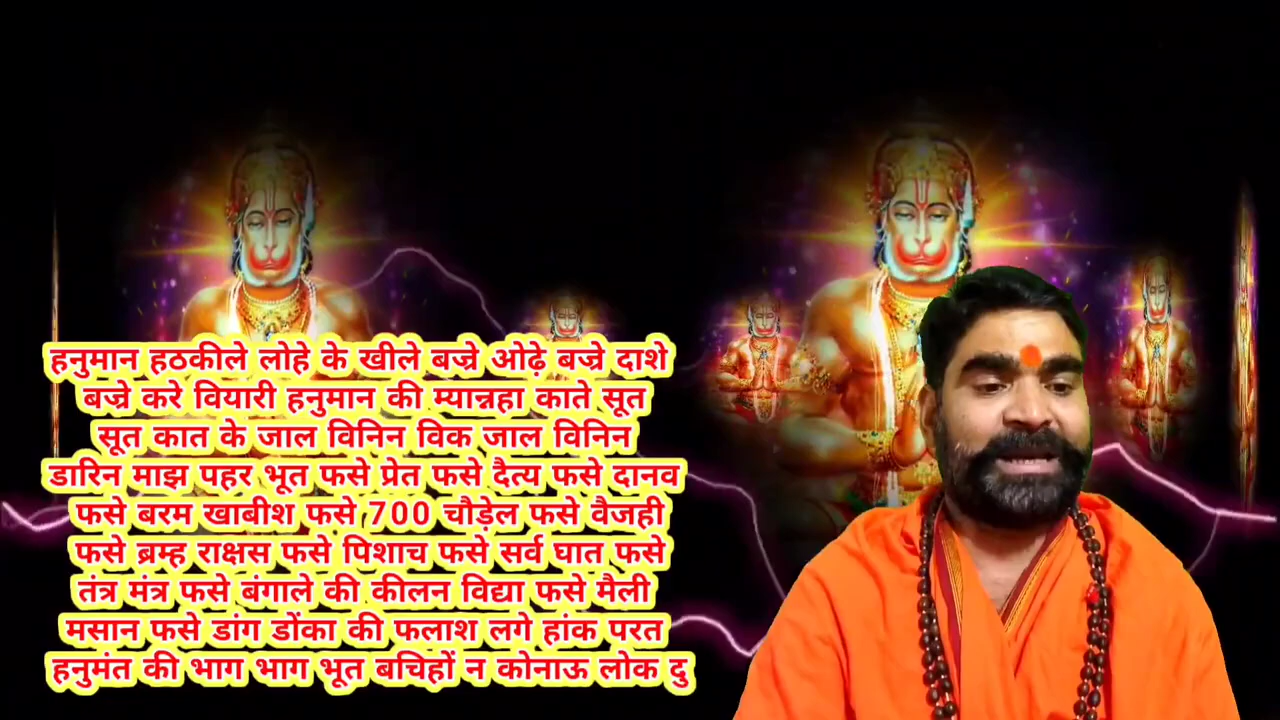 हनुमान हठकीले लोहे के खीले बज्रे ओढ़े बज्रे दाशे
बज्रे करे वियारी हनुमान की म्यान्नहा काते सूत
सूत कात के जाल विनिन विक जाल विनिन
डारिन माझ पहर भूत फसे प्रेत फसे दैत्य फसे दानव
फसे बरम खाबीश फसे 700 चौड़ेल फसे वैजही
फसे ब्रम्ह राक्षस फसे पिशाच फसे सर्व घात फसे
तंत्र मंत्र फसे बंगाले की कीलन विद्या फसे मैली
मसान फसे डांग डोंका की फलाश लगे हांक परत
हनुमंत की भाग भाग भूत बचिहों न कोनाऊ लोक दु